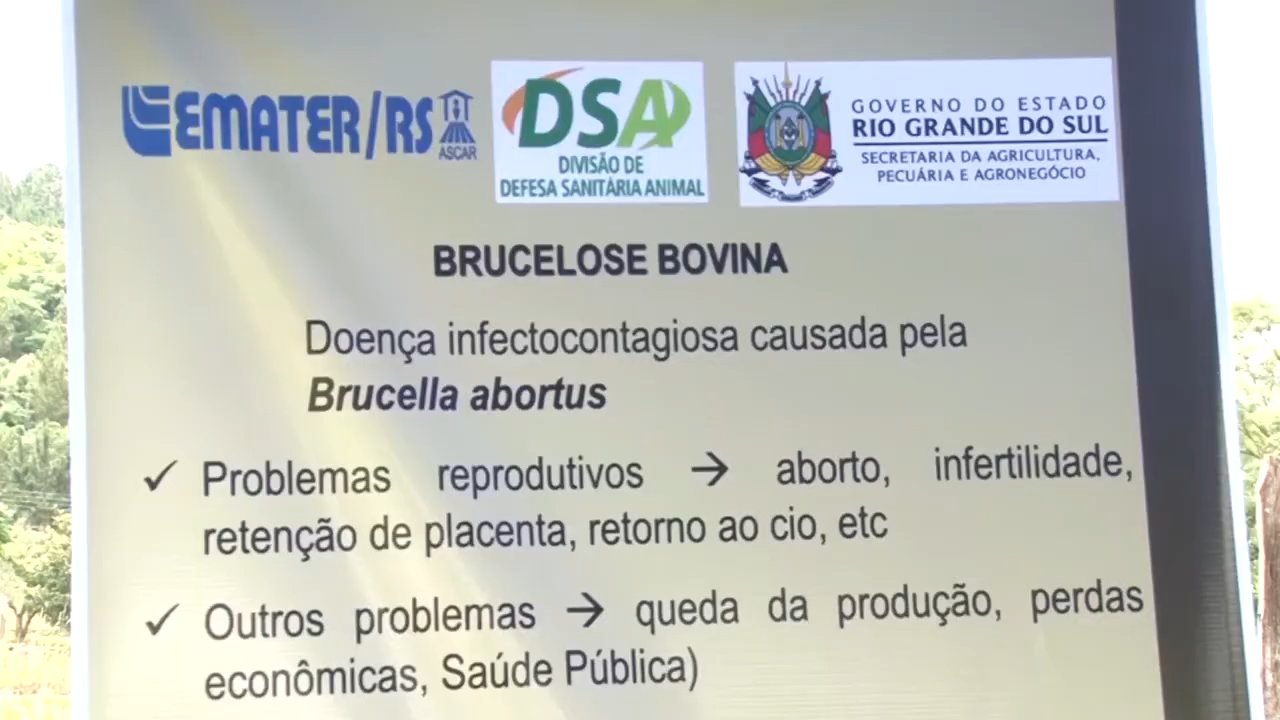 EMATER/RS
ASCAR
DSA
DIVISÃO DE
DEFESA SANITÁRIA ANIMAL
GOVERNO DO ESTADO
RIO GRANDE DO SUL
SECRETARIA DA AGRICULTURA,
PECUÁRIA E AGRONEGÓCIO
BRUCELOSE BOVINA
Doença infectocontagiosa causada pela
Brucella abortus
✓ Problemas reprodutivos → aborto, infertilidade,
retenção de placenta, retorno ao cio, etc
✓ Outros problemas → queda da produção, perdas
econômicas, Saúde Pública)